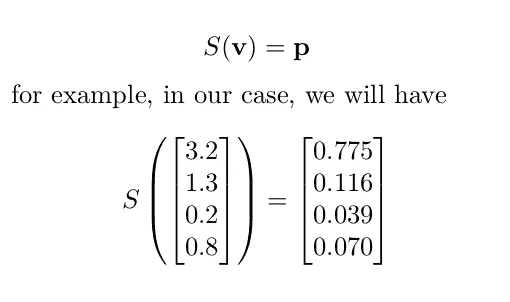 S(v) = p
for example, in our case, we will have
3.2
1.3
0.2
0.8
S ( [ ] ) = [ ]
0.775
0.116
0.039
0.070